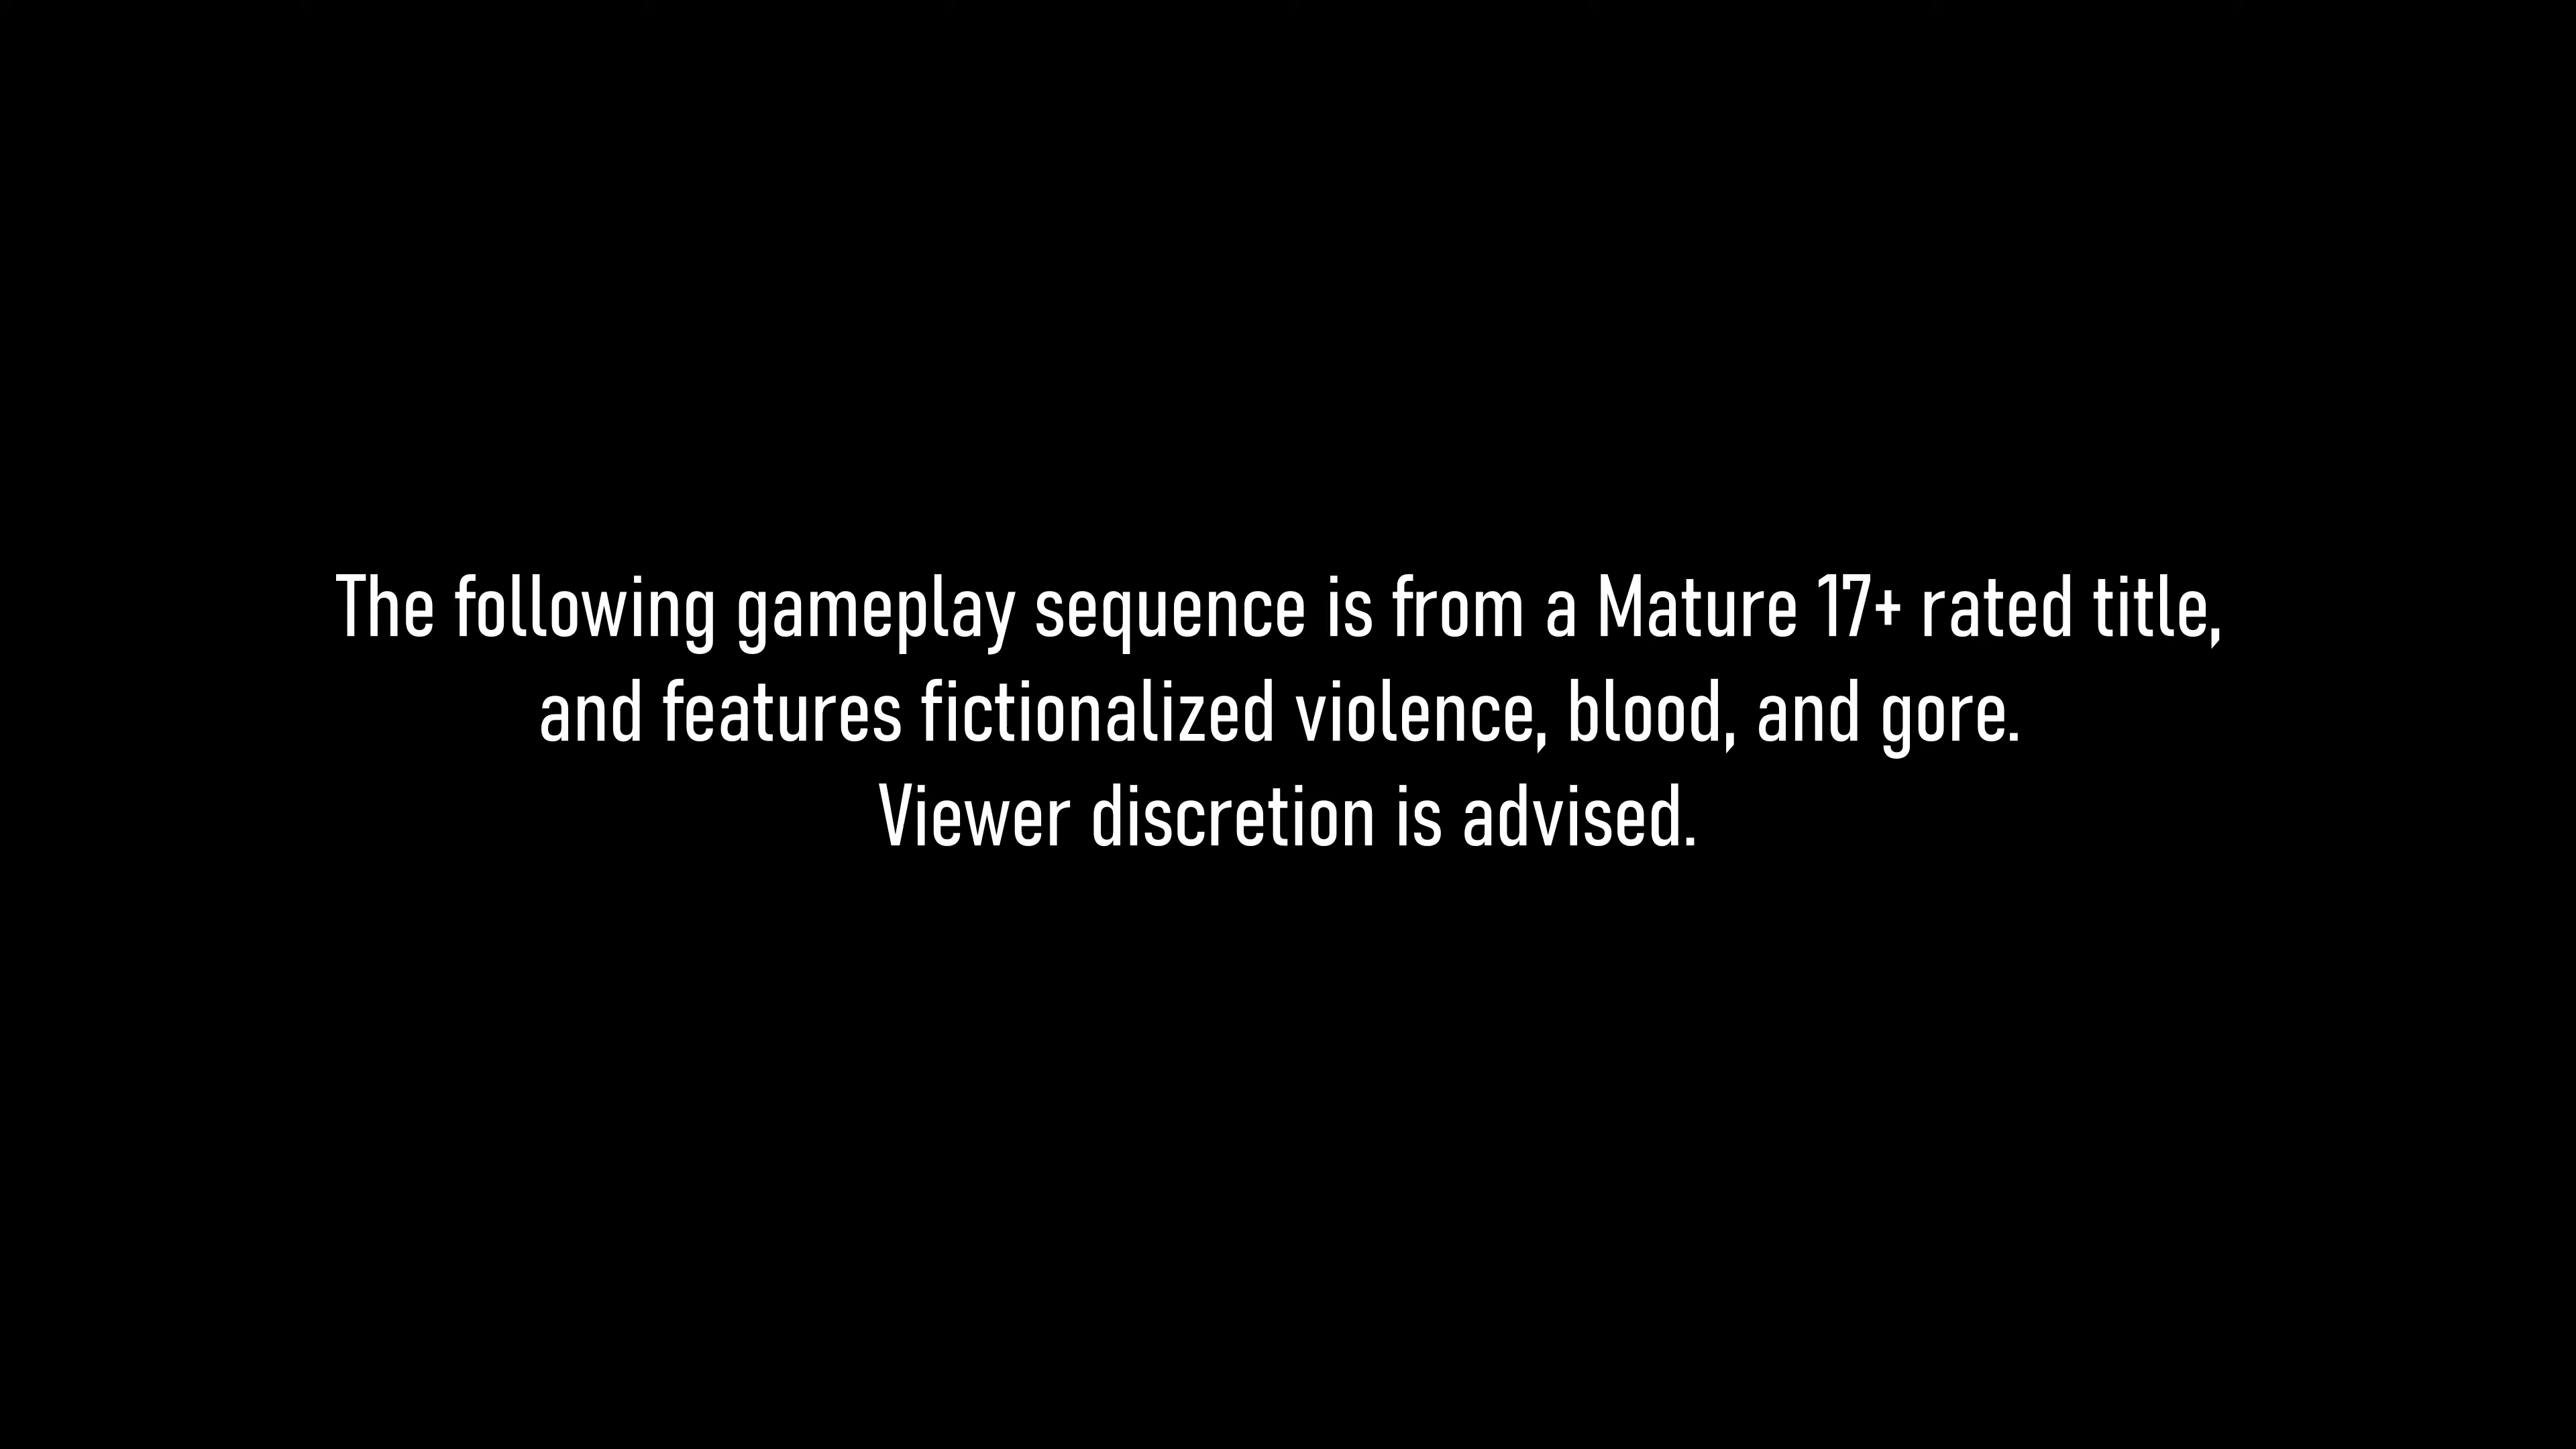 The following gameplay sequence is from a Mature 17+ rated title,
and features fictionalized violence, blood, and gore.
Viewer discretion is advised.